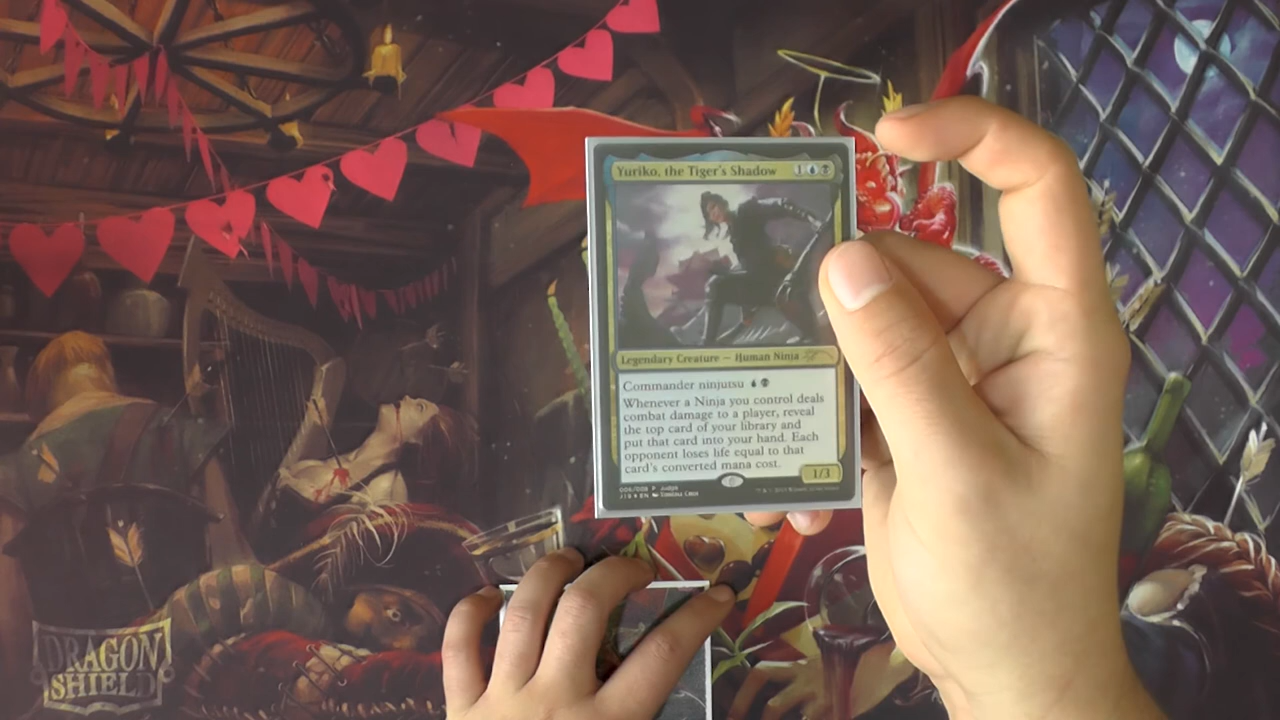 Yuriko, the Tiger's Shadow 1
Legendary Creature — Human Ninja
Commander ninjutsu
Whenever a Ninja you control deals
combat damage to a player, reveal
the top card of your library and
put that card into your hand. Each
opponent loses life equal to that
card's converted mana cost.
1/3
DRAGON
SHIELD